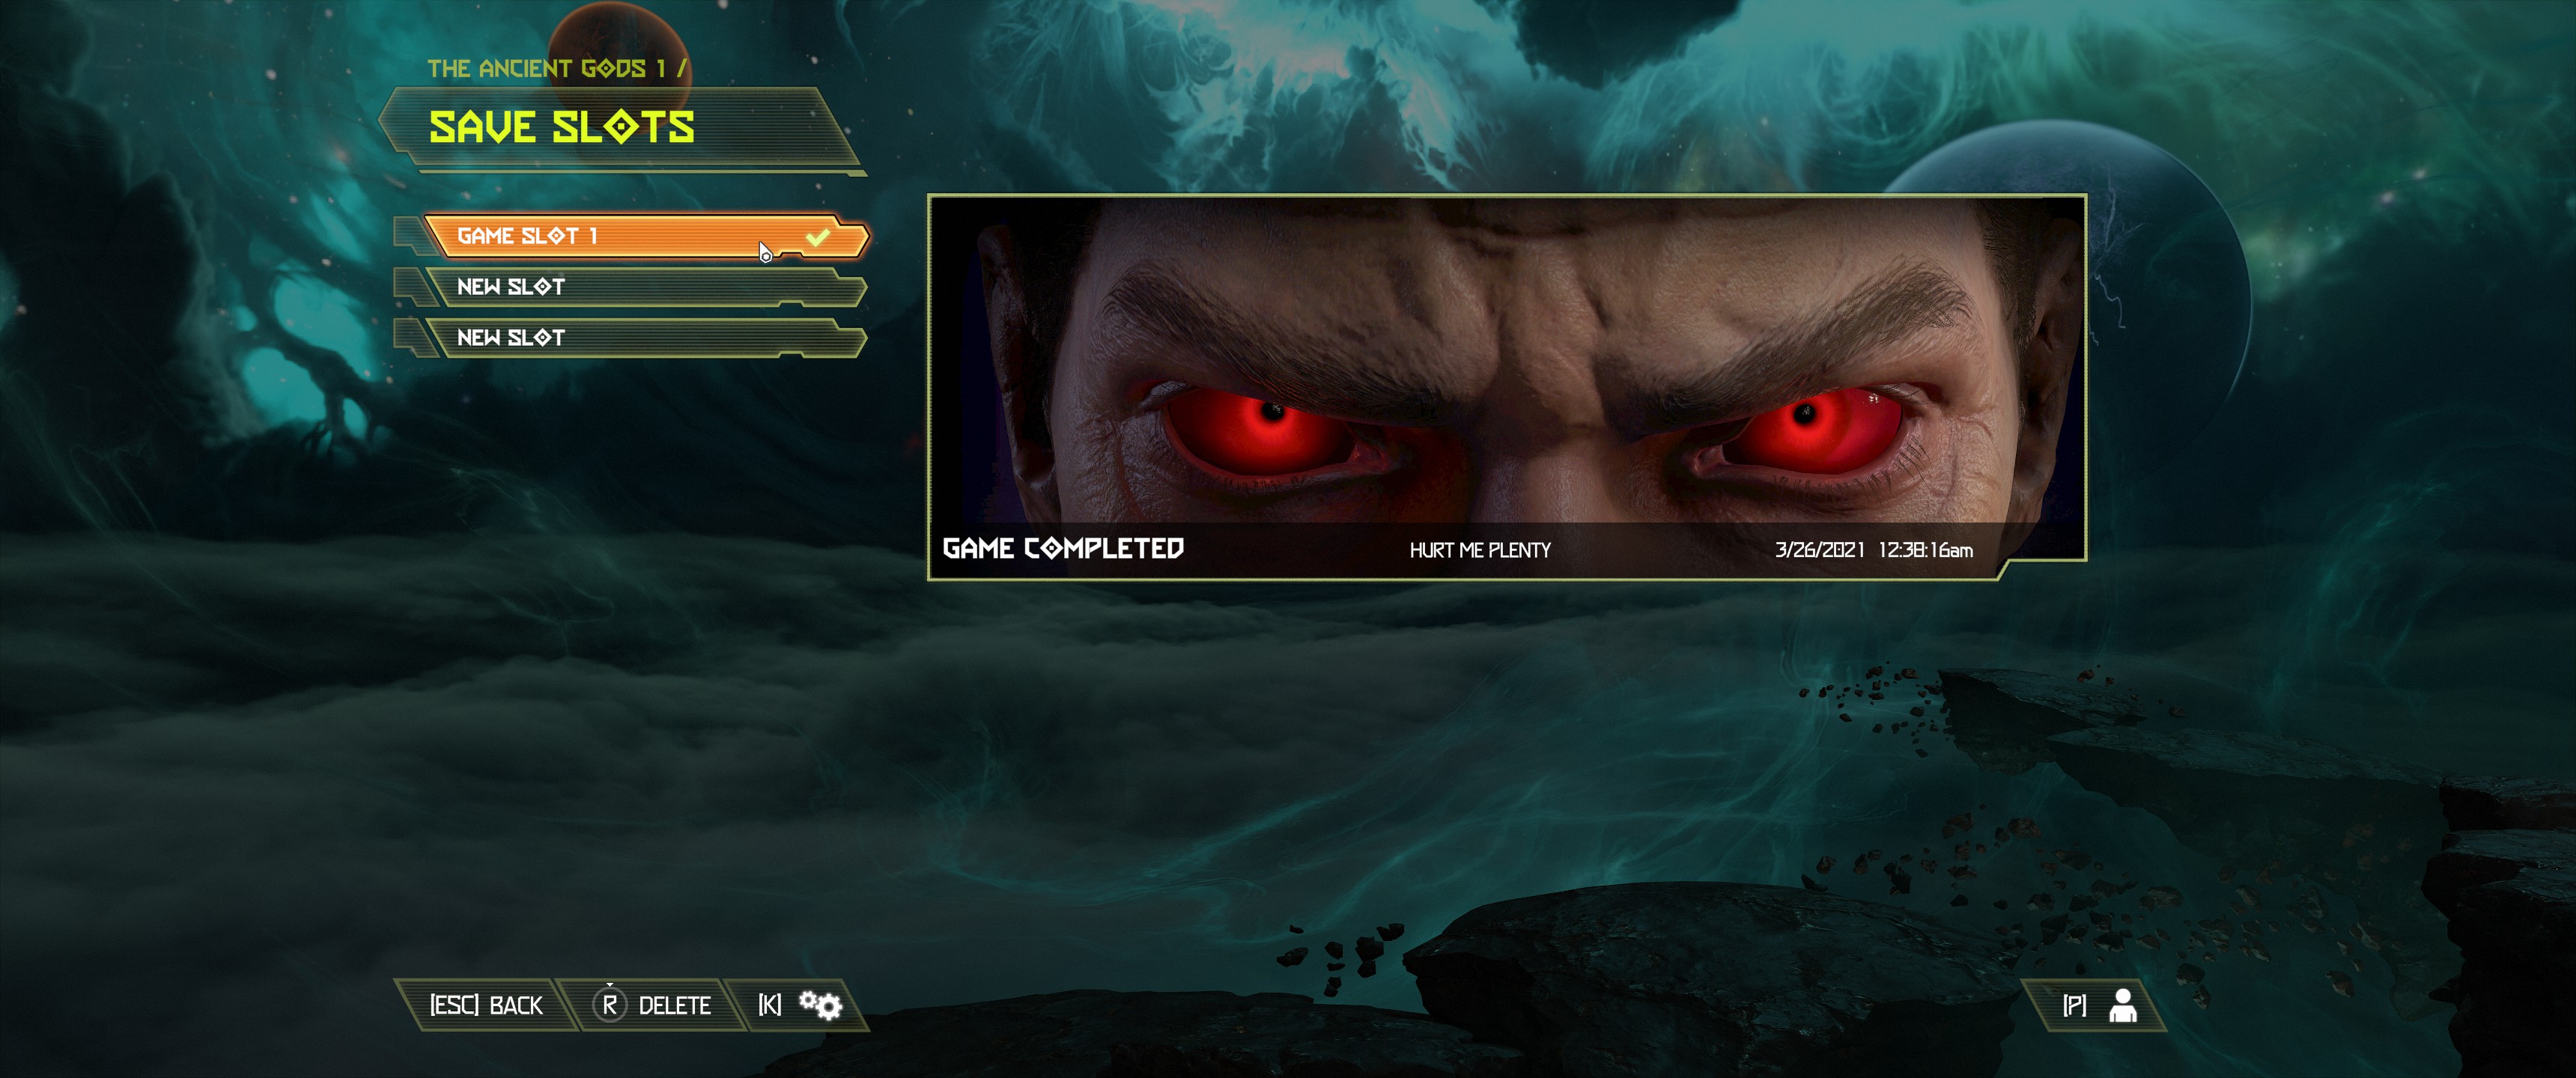 THE ANCIENT GODS 1 /
SAVE SLOTS
GAME SLOT 1
NEW SLOT
NEW SLOT
GAME COMPLETED
HURT ME PLENTY
3/26/2021 12:38:16am
[ESC] BACK
R DELETE
[K]
[P]